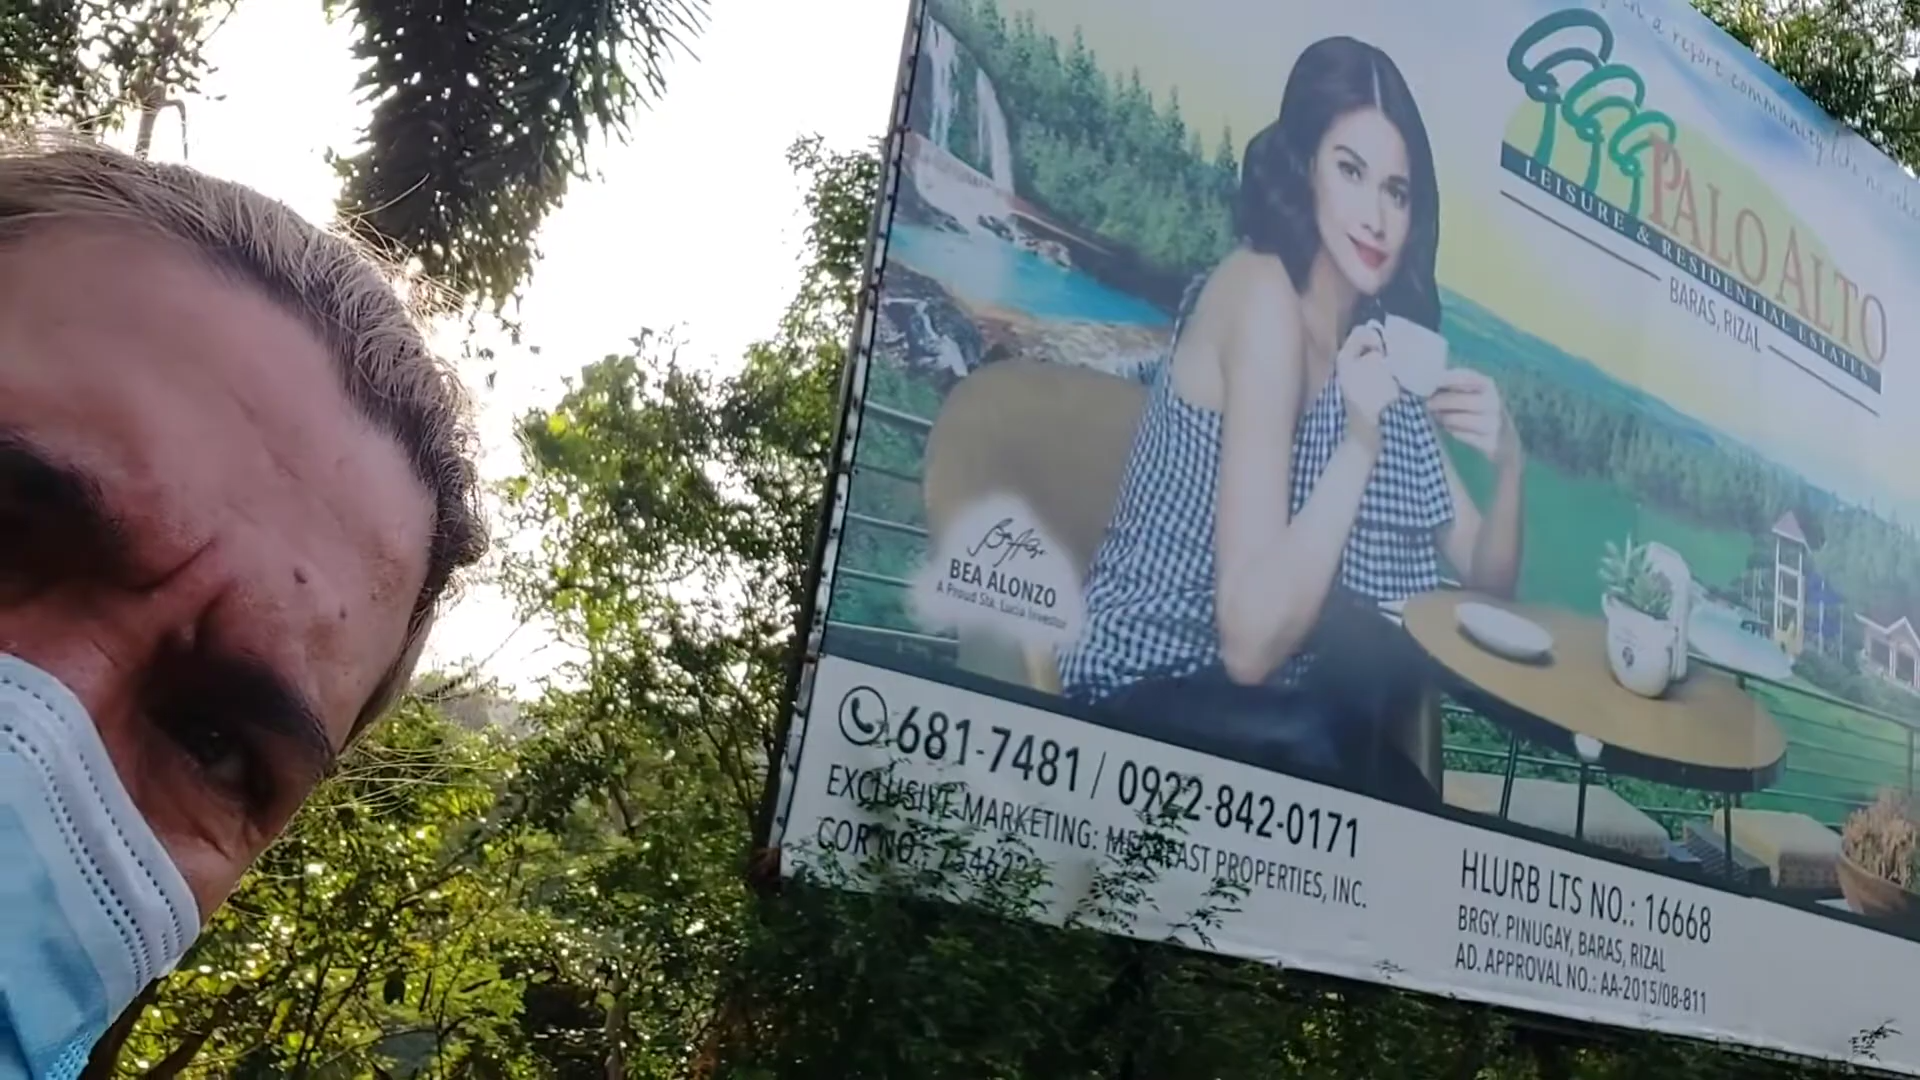 in a resort community like no other
PALO ALTO
LEISURE & RESIDENTIAL ESTATES
BARAS, RIZAL
BEA ALONZO
A Proud Sta. Lucia Investor
681-7481 / 0922-842-0171
EXCLUSIVE MARKETING: PROPERTIES, INC.
COR NO.:
HLURB LTS NO.: 16668
BRGY. PINUGAY, BARAS, RIZAL
AD. APPROVAL NO.: AA-2015/08-811